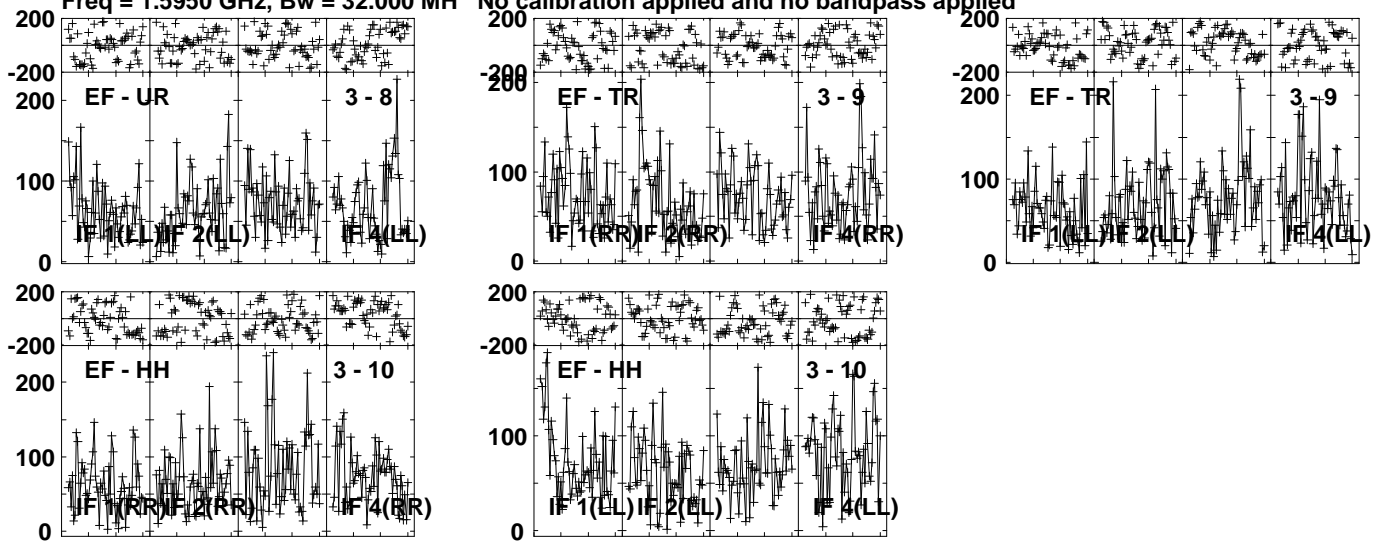 Freq = 1.5950 GHz, Bw = 32.000 MH No calibration applied and no bandpass applied
200
-200
200
100
0
EF - UR
3 - 8
IF 1(LL)
IF 2(LL)
IF 4(LL)
200
-200
200
100
0
EF - TR
3 - 9
IF 1(RR)
IF 2(RR)
IF 4(RR)
200
-200
200
100
0
EF - TR
3 - 9
IF 1(LL)
IF 2(LL)
IF 4(LL)
200
-200
200
100
0
EF - HH
3 - 10
IF 1(RR)
IF 2(RR)
IF 4(RR)
200
-200
100
0
EF - HH
3 - 10
IF 1(LL)
IF 2(LL)
IF 4(LL)